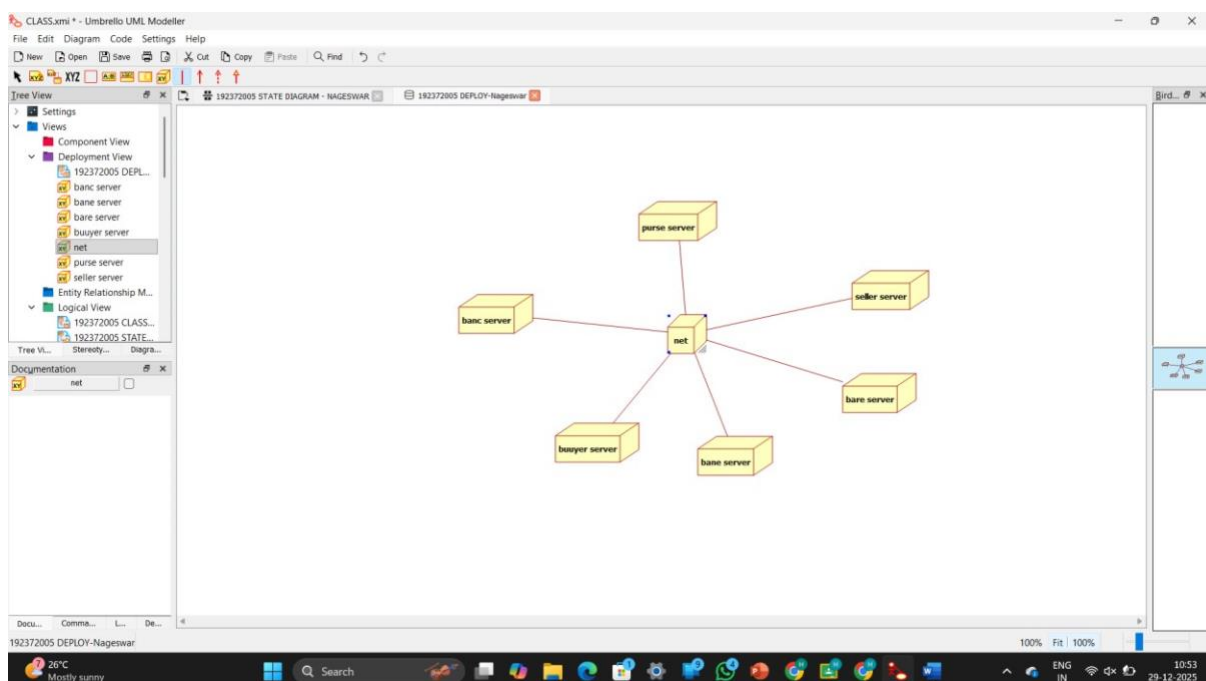 CLASS.xmi * - Umbrello UML Modeller
File Edit Diagram Code Settings Help
New Open Save Cut Copy Paste Find
XYZ
Tree View
192372005 STATE DIAGRAM - NAGESWAR
192372005 DEPLOY-Nageswar
Bird...
Settings
Views
Component View
Deployment View
192372005 DEPL...
banc server
bane server
bare server
buuyer server
net
purse server
seller server
Entity Relationship M...
Logical View
192372005 CLASS...
192372005 STATE...
Tree Vi... Stereoty... Diagra...
Documentation
net
purse server
seller server
banc server
net
bare server
buuyer server
bane server
Docu... Comma... L... De...
192372005 DEPLOY-Nageswar
100% Fit 100%
7
26°C
Mostly sunny
Search
ENG
IN
10:53
29-12-2025